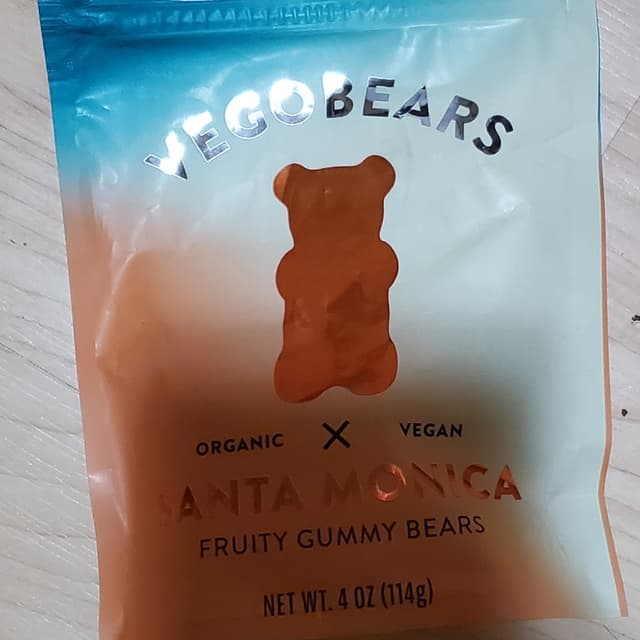 VEGOBEARS
ORGANIC X VEGAN
SANTA MONICA
FRUITY GUMMY BEARS
NET WT. 4 OZ (114g)